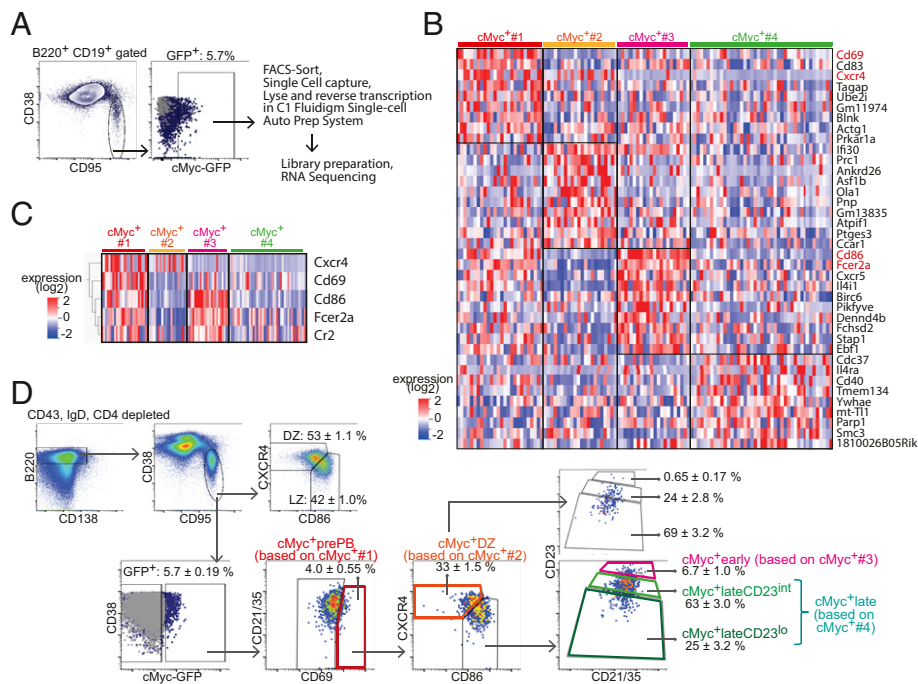 A
B220+ CD19+ gated
GFP+: 5.7%
CD38
CD95
cMyc-GFP
FACS-Sort,
Single Cell capture,
Lyse and reverse transcription
in C1 Fluidigm Single-cell
Auto Prep System
Library preparation,
RNA Sequencing
B
cMyc+#1
cMyc+#2
cMyc+#3
cMyc+#4
Cd69
Cd83
Cxcr4
Tagap
Ube2i
Gm11974
Blnk
Actg1
Prkar1a
Ifi30
Prc1
Ankrd26
Asf1b
Ola1
Pnp
Gm13835
Atpif1
Ptges3
Ccar1
Cd86
Fcer2a
Cxcr5
Il4i1
Birc6
Pikfyve
Dennd4b
Fchsd2
Stap1
Ebf1
Cdc37
Il4ra
Cd40
Tmem134
Ywhae
mt-Tl1
Parp1
Smc3
1810026B05Rik
expression
(log2)
2
0
-2
C
cMyc+
#1
cMyc+
#2
cMyc+
#3
cMyc+
#4
Cxcr4
Cd69
Cd86
Fcer2a
Cr2
expression
(log2)
2
0
-2
D
CD43, IgD, CD4 depleted
B220
CD138
CD38
CD95
DZ: 53 ± 1.1 %
LZ: 42 ± 1.0%
CXCR4
CD86
GFP+: 5.7 ± 0.19 %
CD38
cMyc-GFP
cMyc+prePB
(based on cMyc+#1)
4.0 ± 0.55 %
CD21/35
CD69
cMyc+DZ
(based on cMyc+#2)
33 ± 1.5 %
CXCR4
CD86
0.65 ± 0.17 %
24 ± 2.8 %
69 ± 3.2 %
CD23
cMyc+early (based on cMyc+#3)
6.7 ± 1.0 %
cMyc+lateCD23int
63 ± 3.0 %
cMyc+lateCD23lo
25 ± 3.2 %
cMyc+late
(based
on
cMyc+#4)
CD21/35